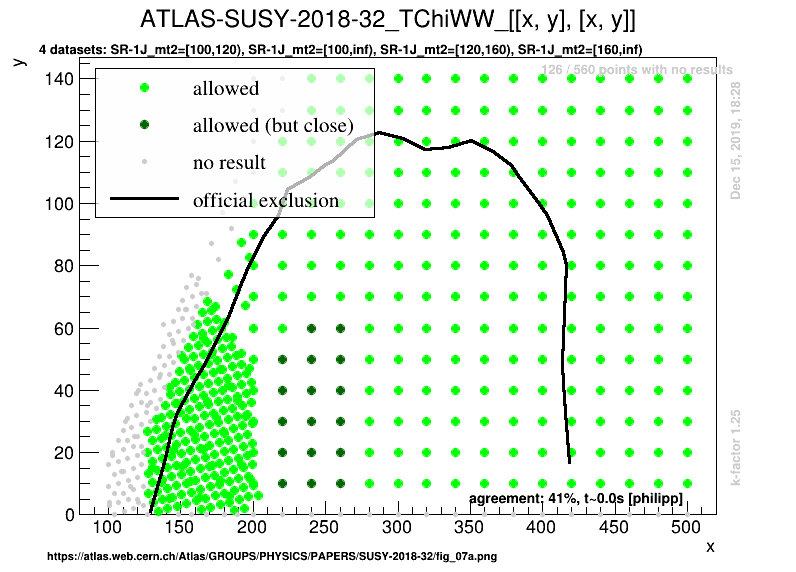 ATLAS-SUSY-2018-32_TChiWW_[[x, y], [x, y]]
4 datasets: SR-1J_mt2=[100,120), SR-1J_mt2=[100,inf), SR-1J_mt2=[120,160), SR-1J_mt2=[160,inf)
126 / 560 points with no results
y
140
120
100
80
60
40
20
0
allowed
allowed (but close)
no result
official exclusion
Dec 15, 2019, 18:28
k-factor 1.25
agreement: 41%, t~0.0s [philipp]
100 150 200 250 300 350 400 450 500
x
https://atlas.web.cern.ch/Atlas/GROUPS/PHYSICS/PAPERS/SUSY-2018-32/fig_07a.png